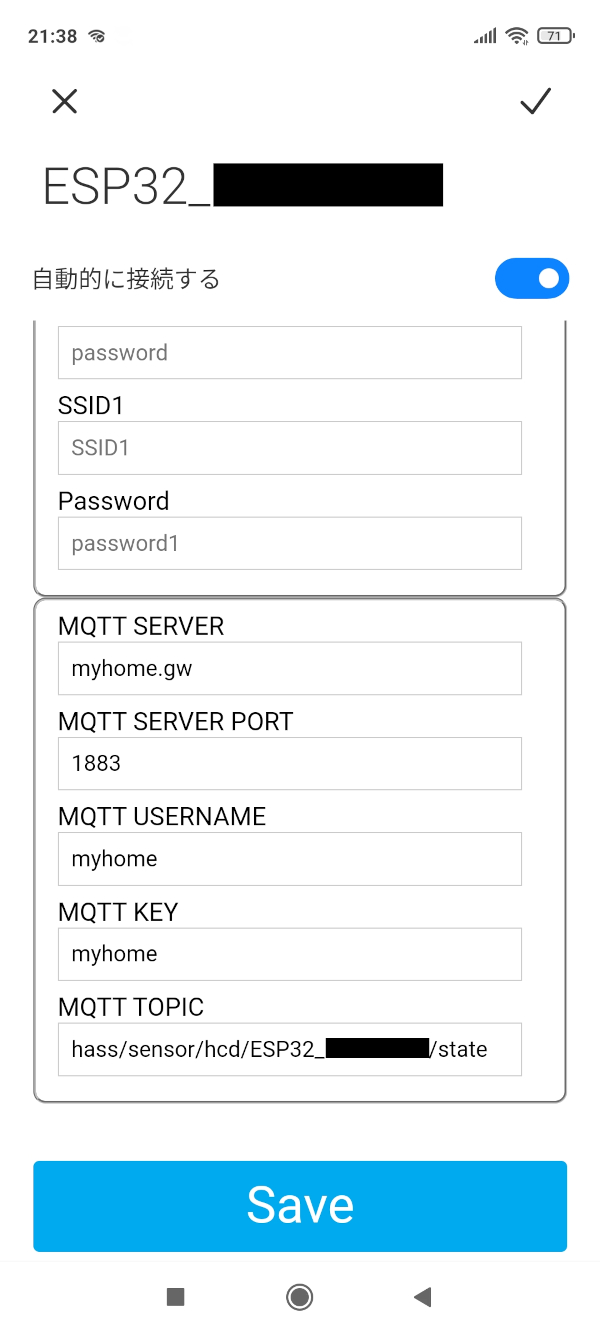 21:38
71
ESP32_
自動的に接続する
password
SSID1
SSID1
Password
password1
MQTT SERVER
myhome.gw
MQTT SERVER PORT
1883
MQTT USERNAME
myhome
MQTT KEY
myhome
MQTT TOPIC
hass/sensor/hcd/ESP32_ /state
Save